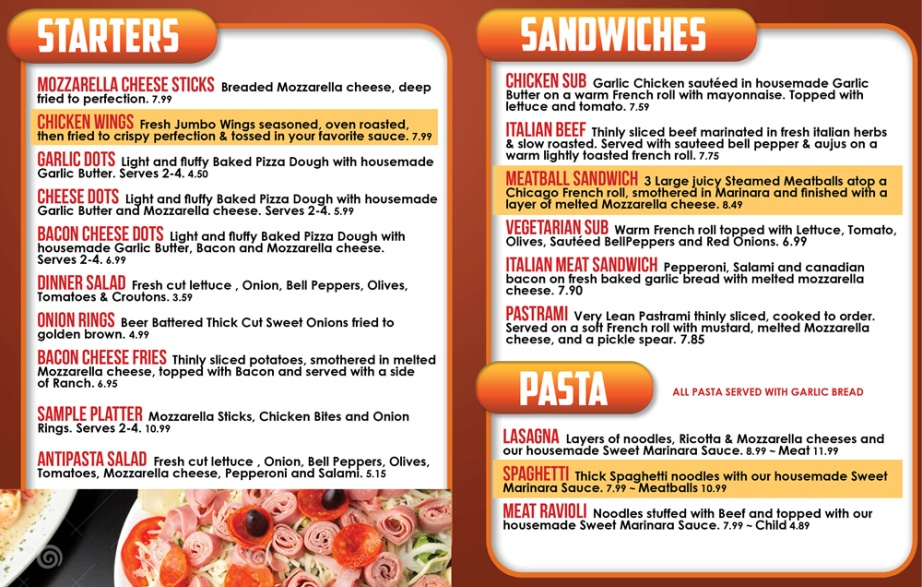 STARTERS
MOZZARELLA CHEESE STICKS Breaded Mozzarella cheese, deep
fried to perfection. 7.99
CHICKEN WINGS Fresh Jumbo Wings seasoned, oven roasted,
then fried to crispy perfection & tossed in your favorite sauce. 7.99
GARLIC DOTS Light and fluffy Baked Pizza Dough with housemade
Garlic Butter. Serves 2-4. 4.50
CHEESE DOTS Light and fluffy Baked Pizza Dough with housemade
Garlic Butter and Mozzarella cheese. Serves 2-4. 5.99
BACON CHEESE DOTS Light and fluffy Baked Pizza Dough with
housemade Garlic Butter, Bacon and Mozzarella cheese.
Serves 2-4. 6.99
DINNER SALAD Fresh cut lettuce , Onion, Bell Peppers, Olives,
Tomatoes & Croutons. 3.59
ONION RINGS Beer Battered Thick Cut Sweet Onions fried to
golden brown. 4.99
BACON CHEESE FRIES Thinly sliced potatoes, smothered in melted
Mozzarella cheese, topped with Bacon and served with a side
of Ranch. 6.95
SAMPLE PLATTER Mozzarella Sticks, Chicken Bites and Onion
Rings. Serves 2-4. 10.99
ANTIPASTA SALAD Fresh cut lettuce , Onion, Bell Peppers, Olives,
Tomatoes, Mozzarella cheese, Pepperoni and Salami. 5.15
SANDWICHES
CHICKEN SUB Garlic Chicken sautéed in housemade Garlic
Butter on a warm French roll with mayonnaise. Topped with
lettuce and tomato. 7.59
ITALIAN BEEF Thinly sliced beef marinated in fresh italian herbs
& slow roasted. Served with sauteed bell pepper & aujus on a
warm lightly toasted french roll. 7.75
MEATBALL SANDWICH 3 Large juicy Steamed Meatballs atop a
Chicago French roll, smothered in Marinara and finished with a
layer of melted Mozzarella cheese. 8.49
VEGETARIAN SUB Warm French roll topped with Lettuce, Tomato,
Olives, Sautéed BellPeppers and Red Onions. 6.99
ITALIAN MEAT SANDWICH Pepperoni, Salami and canadian
bacon on fresh baked garlic bread with melted mozzarella
cheese. 7.90
PASTRAMI Very Lean Pastrami thinly sliced, cooked to order.
Served on a soft French roll with mustard, melted Mozzarella
cheese, and a pickle spear. 7.85
PASTA
ALL PASTA SERVED WITH GARLIC BREAD
LASAGNA Layers of noodles, Ricotta & Mozzarella cheeses and
our housemade Sweet Marinara Sauce. 8.99 ~ Meat 11.99
SPAGHETTI Thick Spaghetti noodles with our housemade Sweet
Marinara Sauce. 7.99 ~ Meatballs 10.99
MEAT RAVIOLI Noodles stuffed with Beef and topped with our
housemade Sweet Marinara Sauce. 7.99 ~ Child 4.89